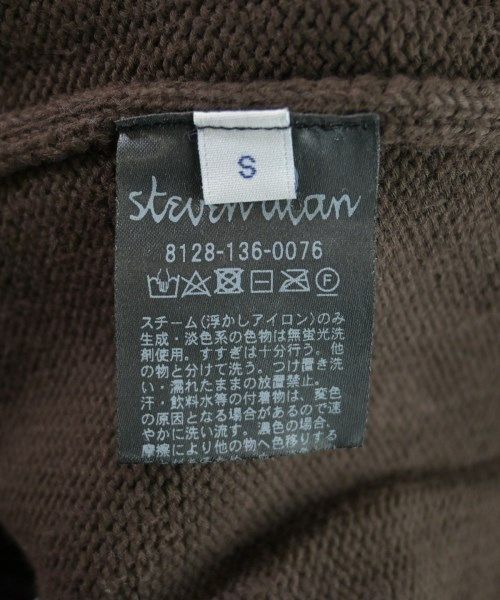 S
steven alan
8128-136-0076
F
スチーム(浮かしアイロン)のみ
生成・淡色系の色物は無蛍光洗
剤使用。すすぎは十分行う。他
の物と分けて洗う。つけ置き洗
い・濡れたままの放置禁止。
汗・飲料水等の付着物は、変色
の原因となる場合があるので速
やかに洗い流す。濃色の場合、
摩擦により他の物へ色移りする